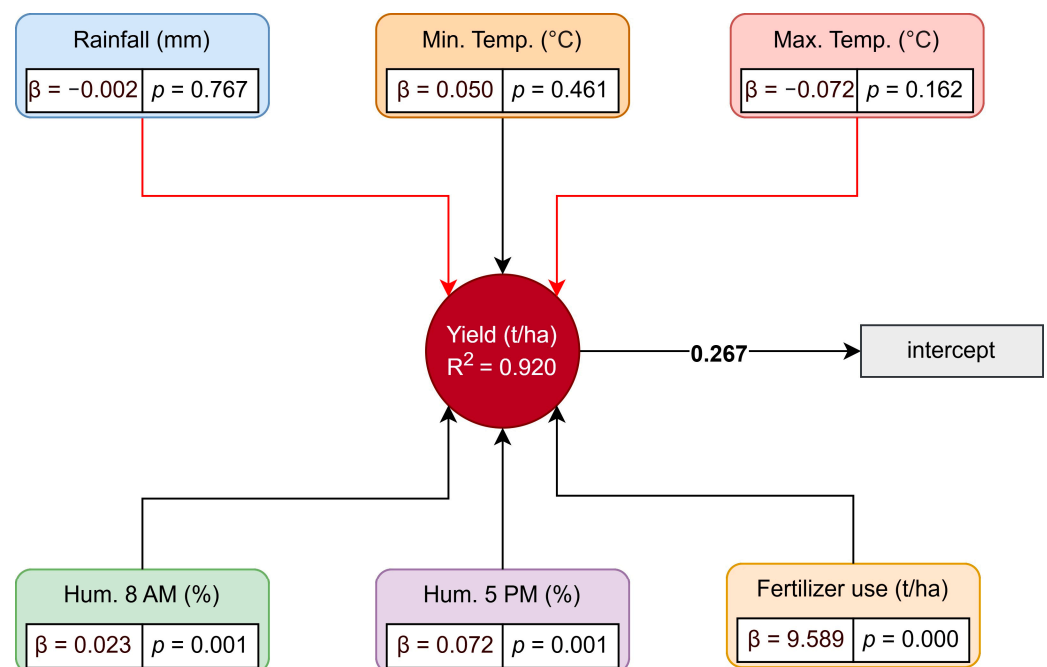 Rainfall (mm)
β = −0.002 p = 0.767
Min. Temp. (°C)
β = 0.050 p = 0.461
Max. Temp. (°C)
β = −0.072 p = 0.162
Yield (t/ha)
R² = 0.920
0.267
intercept
Hum. 8 AM (%)
β = 0.023 p = 0.001
Hum. 5 PM (%)
β = 0.072 p = 0.001
Fertilizer use (t/ha)
β = 9.589 p = 0.000